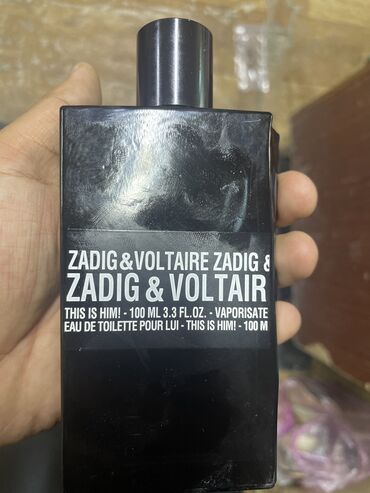 ZADIG&VOLTAIRE ZADIG &
ZADIG & VOLTAIR
THIS IS HIM! - 100 ML 3.3 FL.OZ. - VAPORISATE
EAU DE TOILETTE POUR LUI - THIS IS HIM! - 100 M